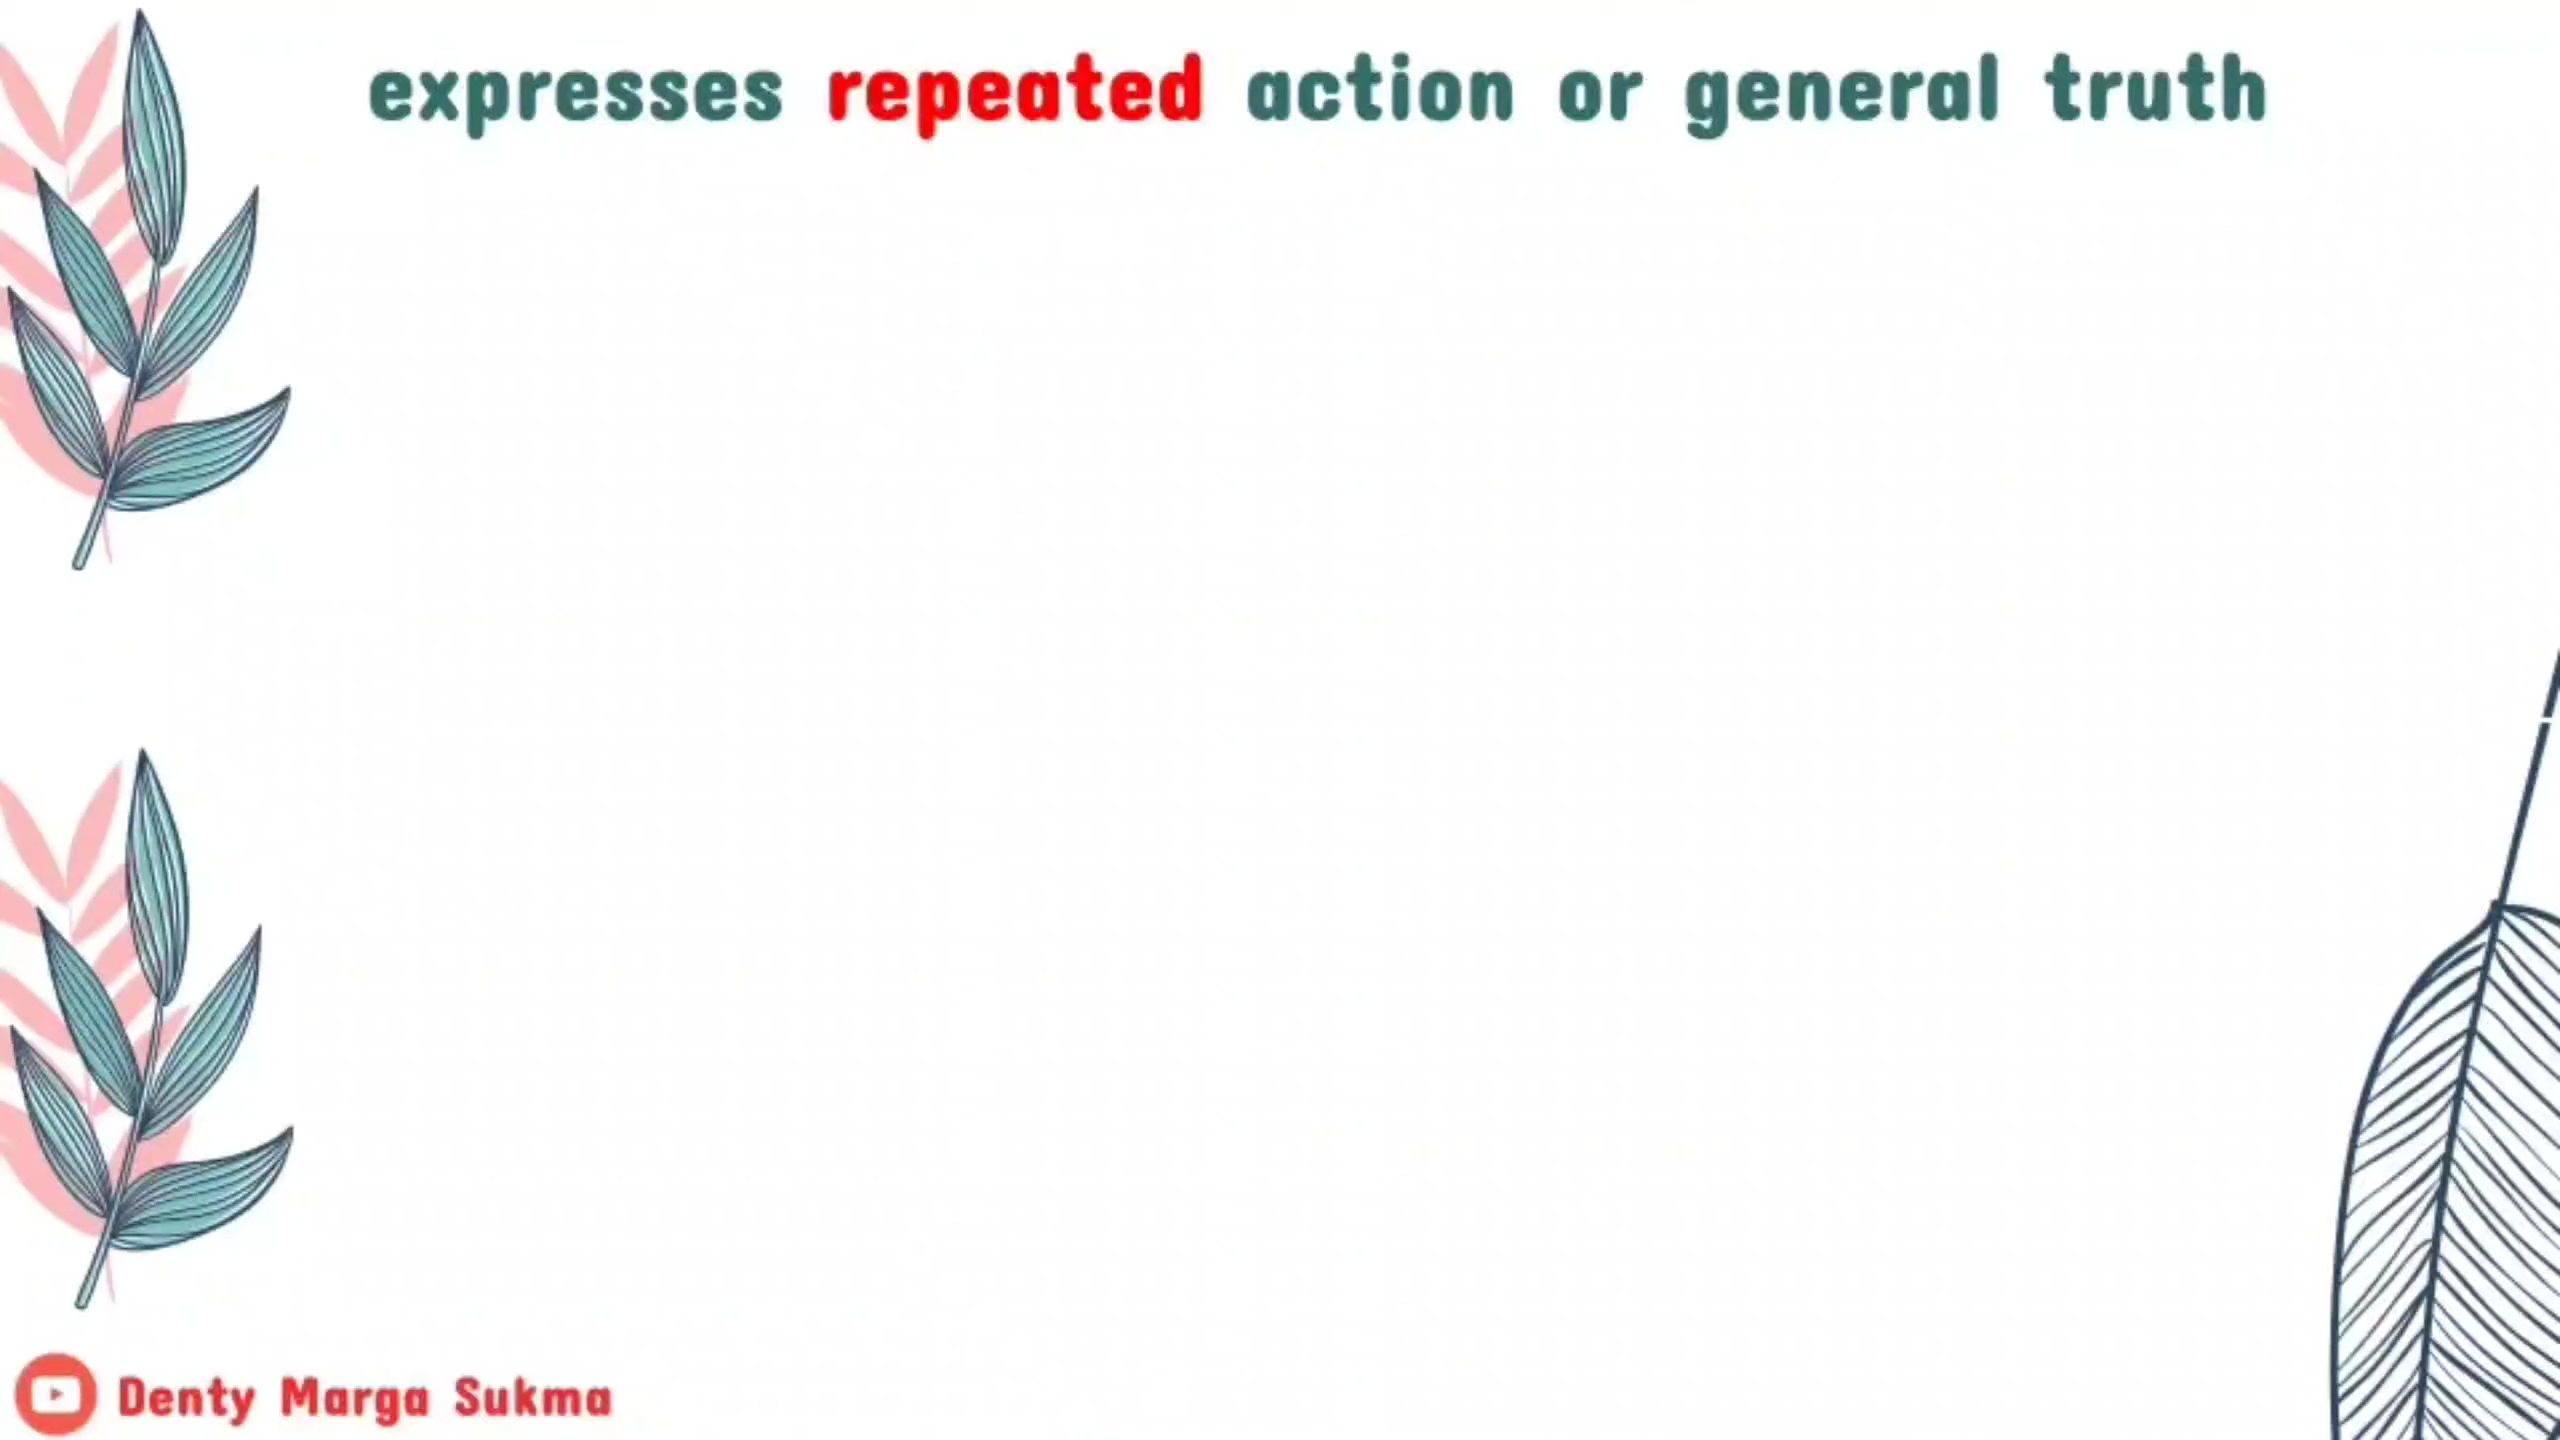 expresses repeated action or general truth
Denty Marga Sukma